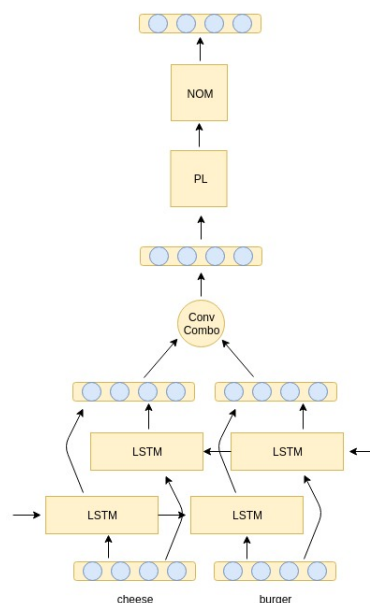 NOM
PL
Conv
Combo
LSTM
LSTM
LSTM
LSTM
cheese
burger